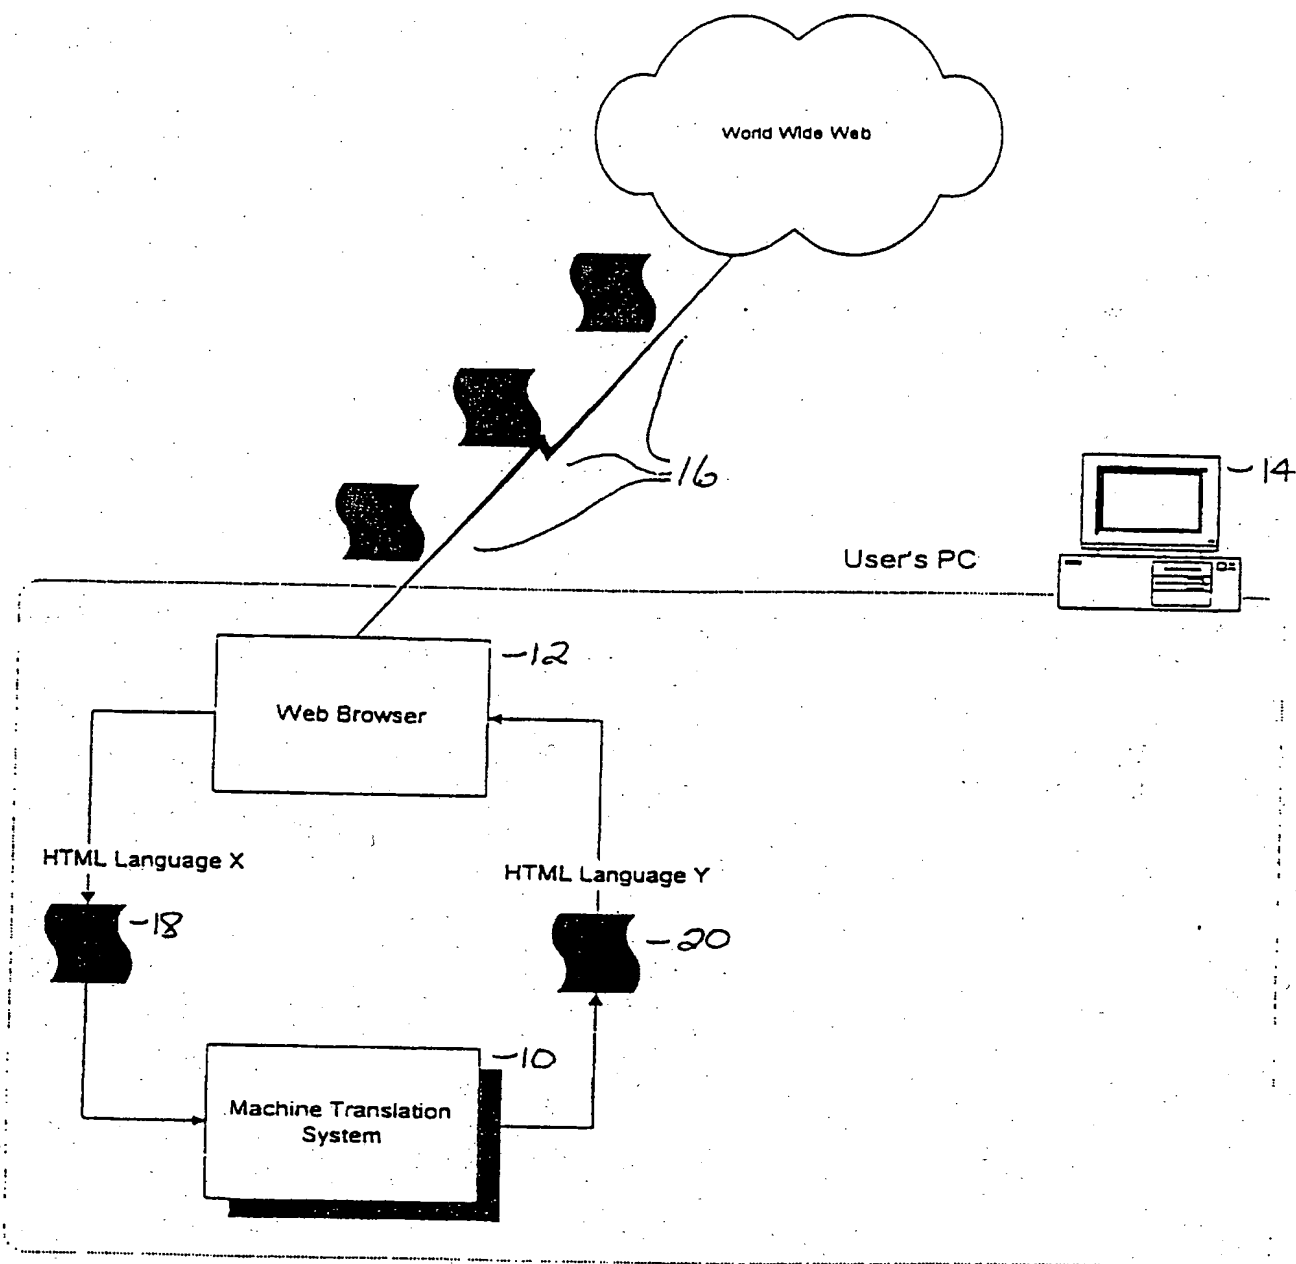 World Wide Web
16
14
User's PC
12
Web Browser
HTML Language X
HTML Language Y
18
20
10
Machine Translation
System